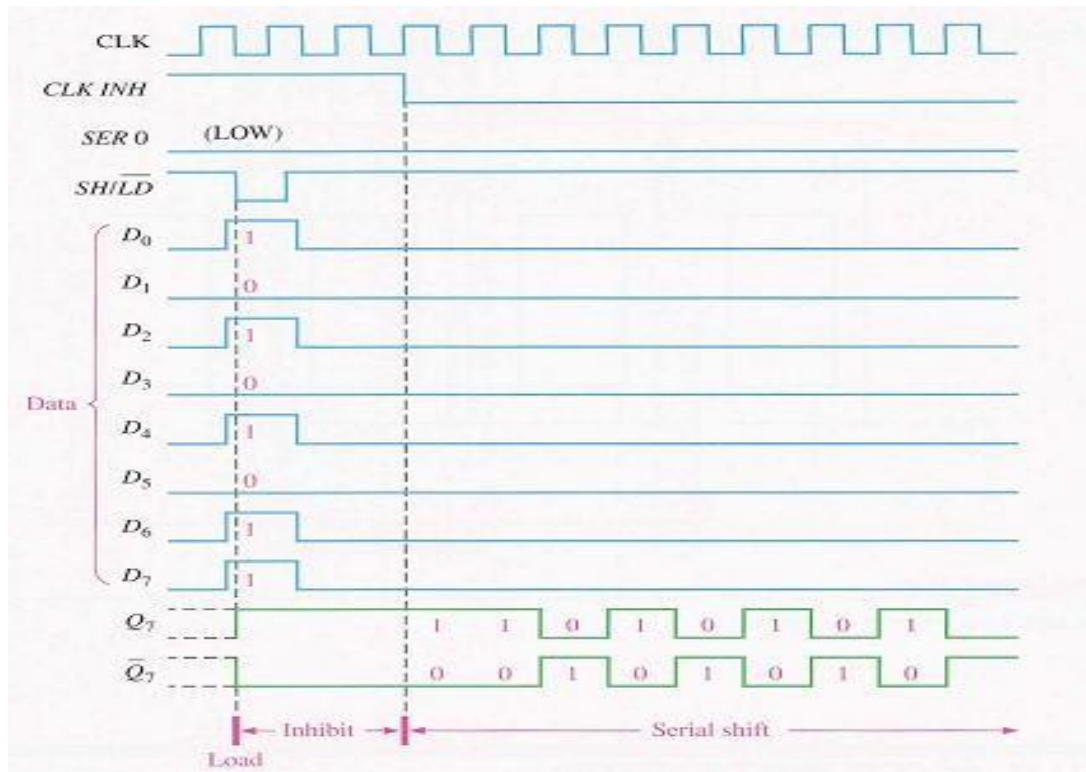 CLK
CLK INH
SER 0 (LOW)
SH/L̅D̅
D₀ 1
D₁ 0
D₂ 1
D₃ 0
Data
D₄ 1
D₅ 0
D₆ 1
D₇ 1
Q₇ 1 1 0 1 0 1 0 1
Q̅₇ 0 0 1 0 1 0 1 0
Inhibit Serial shift
Load